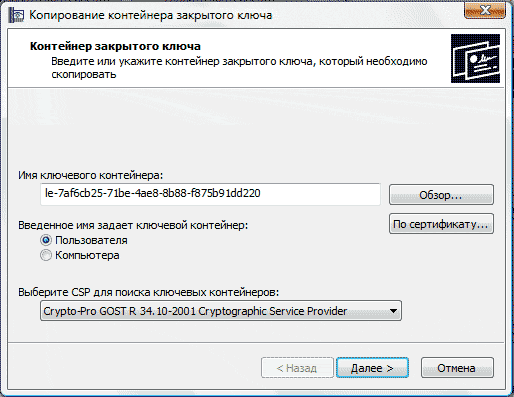 Копирование контейнера закрытого ключа
Контейнер закрытого ключа
Введите или укажите контейнер закрытого ключа, который необходимо
скопировать
Имя ключевого контейнера:
le-7af6cb25-71be-4ae8-8b88-f875b91dd220
Обзор...
Введенное имя задает ключевой контейнер:
По сертификату...
Пользователя
Компьютера
Выберите CSP для поиска ключевых контейнеров:
Crypto-Pro GOST R 34.10-2001 Cryptographic Service Provider
< Назад
Далее >
Отмена